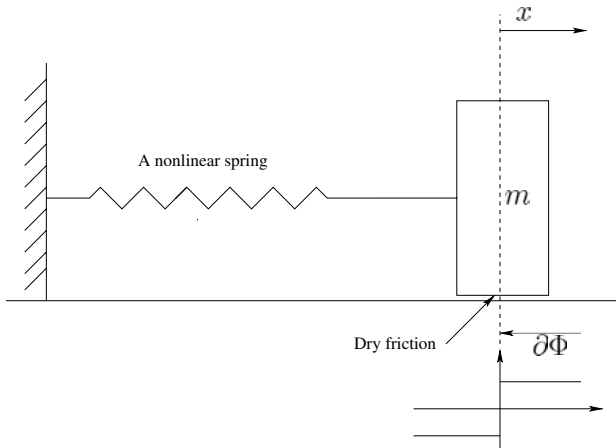 x
A nonlinear spring
m
Dry friction
∂Φ